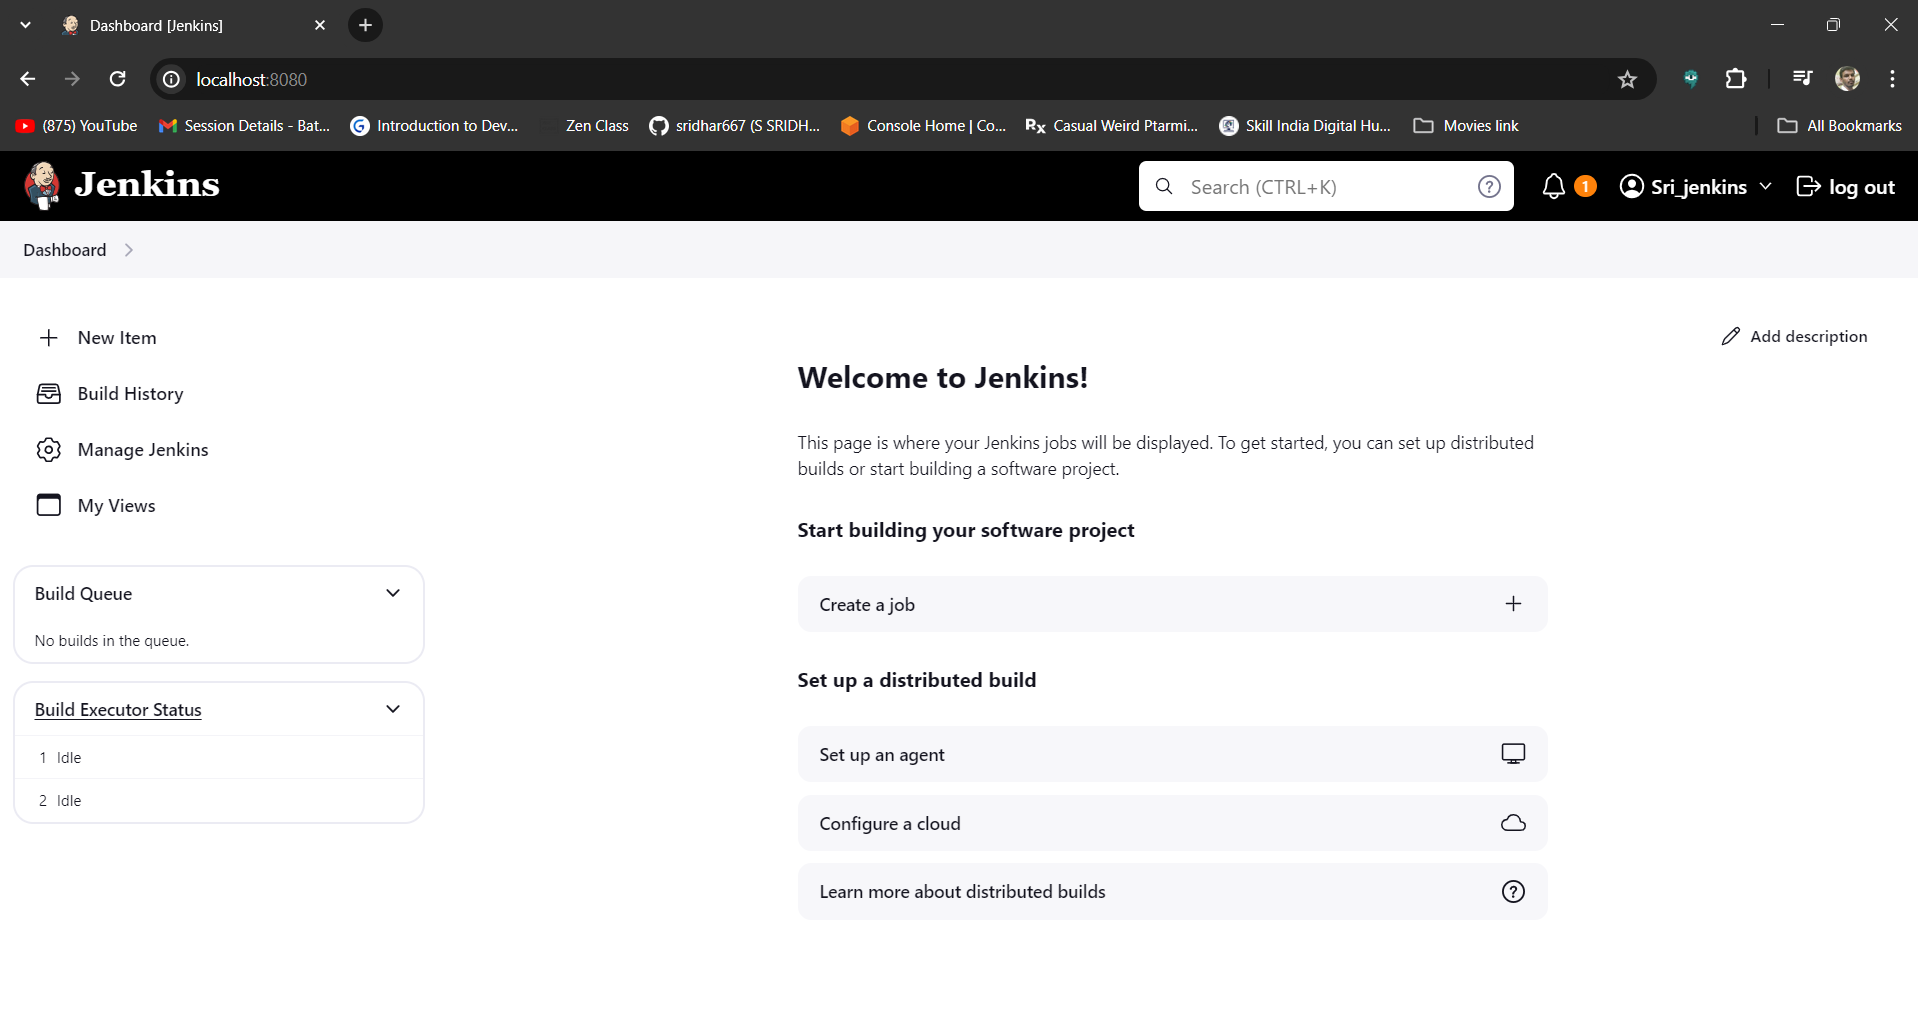 Dashboard [Jenkins]
localhost:8080
(875) YouTube
Session Details - Bat...
Introduction to Dev...
Zen Class
sridhar667 (S SRIDH...
Console Home | Co...
Rx Casual Weird Ptarmi...
Skill India Digital Hu...
Movies link
All Bookmarks
Jenkins
Search (CTRL+K)
1
Sri_jenkins
log out
Dashboard
New Item
Build History
Manage Jenkins
My Views
Build Queue
No builds in the queue.
Build Executor Status
1 Idle
2 Idle
Add description
Welcome to Jenkins!
This page is where your Jenkins jobs will be displayed. To get started, you can set up distributed
builds or start building a software project.
Start building your software project
Create a job
Set up a distributed build
Set up an agent
Configure a cloud
Learn more about distributed builds